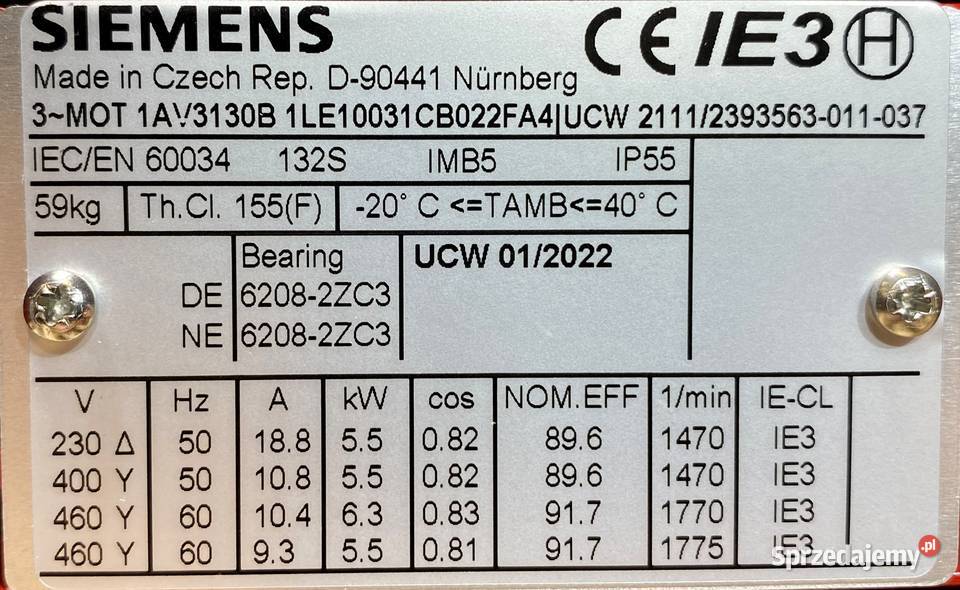 SIEMENS
CE IE3 H
Made in Czech Rep. D-90441 Nürnberg
3~MOT 1AV3130B 1LE10031CB022FA4 UCW 2111/2393563-011-037
IEC/EN 60034 132S IMB5 IP55
59kg Th.Cl. 155(F) -20° C <=TAMB<=40° C
Bearing UCW 01/2022
DE 6208-2ZC3
NE 6208-2ZC3
V Hz A kW cos NOM.EFF 1/min IE-CL
230 Δ 50 18.8 5.5 0.82 89.6 1470 IE3
400 Y 50 10.8 5.5 0.82 89.6 1470 IE3
460 Y 60 10.4 6.3 0.83 91.7 1770 IE3
460 Y 60 9.3 5.5 0.81 91.7 1775 IE3
Sprzedajemy.pl